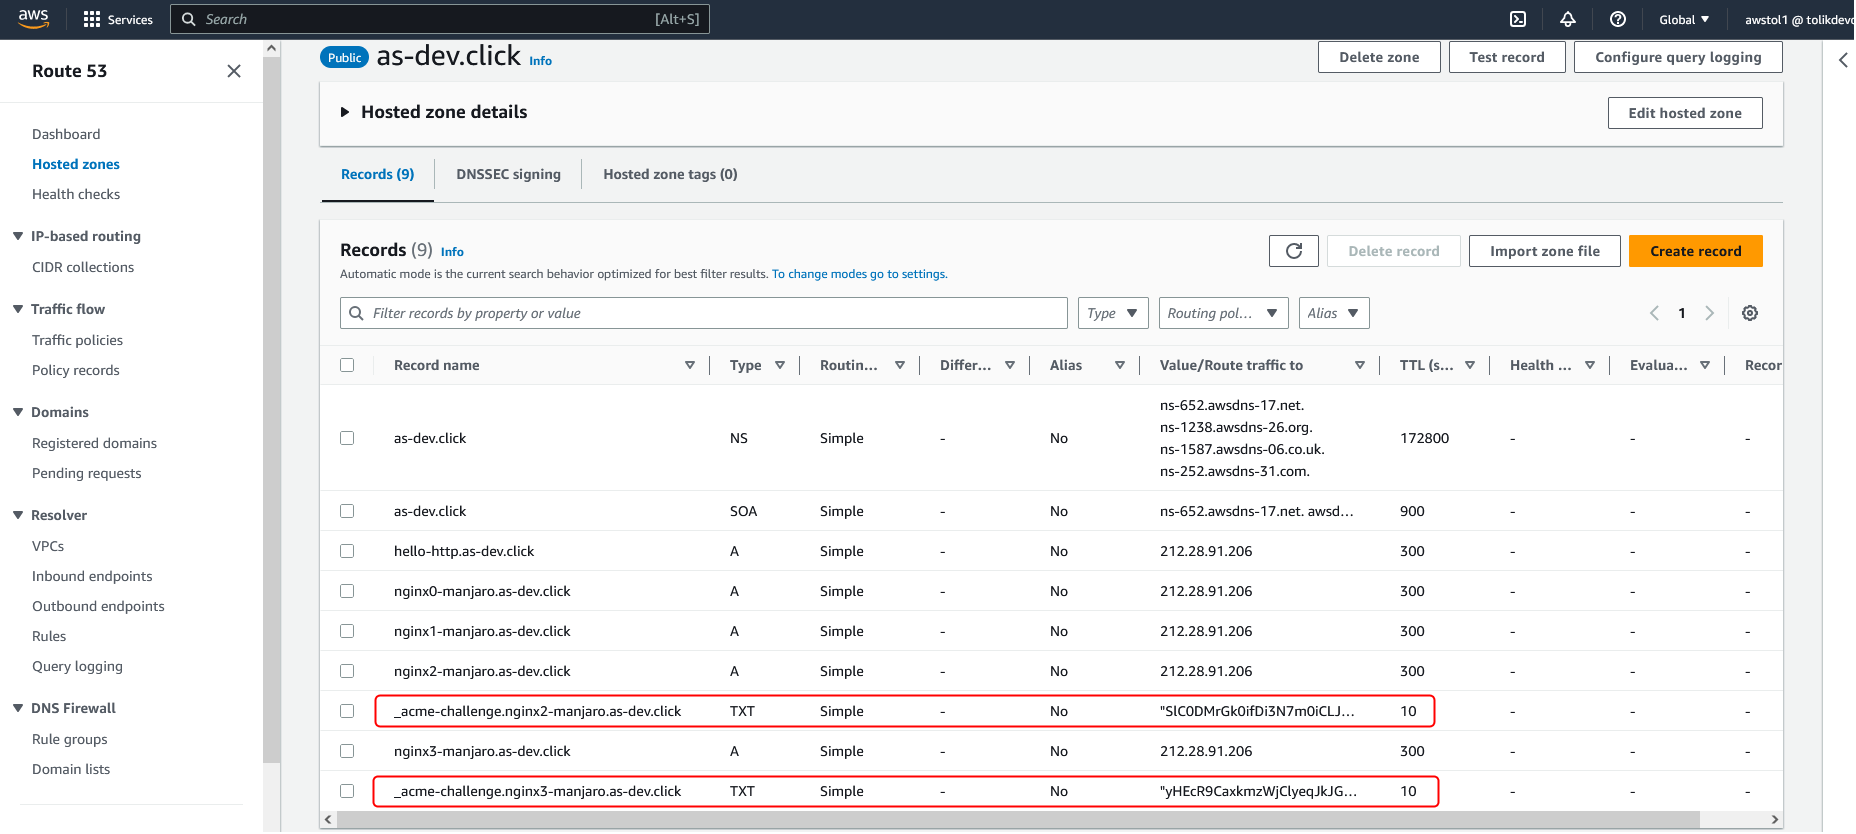 aws
Services
Search
[Alt+S]
Global
awstol1 @ tolikdevo
Route 53
Dashboard
Hosted zones
Health checks
IP-based routing
CIDR collections
Traffic flow
Traffic policies
Policy records
Domains
Registered domains
Pending requests
Resolver
VPCs
Inbound endpoints
Outbound endpoints
Rules
Query logging
DNS Firewall
Rule groups
Domain lists
Public as-dev.click Info
Delete zone
Test record
Configure query logging
Hosted zone details
Edit hosted zone
Records (9)
DNSSEC signing
Hosted zone tags (0)
Records (9) Info
Automatic mode is the current search behavior optimized for best filter results. To change modes go to settings.
Delete record
Import zone file
Create record
Filter records by property or value
Type
Routing pol...
Alias
1
Record name Type Routin... Differ... Alias Value/Route traffic to TTL (s... Health ... Evalua... Recor
ns-652.awsdns-17.net.
ns-1238.awsdns-26.org.
as-dev.click NS Simple - No 172800 - - -
ns-1587.awsdns-06.co.uk.
ns-252.awsdns-31.com.
as-dev.click SOA Simple - No ns-652.awsdns-17.net. awsd... 900 - - -
hello-http.as-dev.click A Simple - No 212.28.91.206 300 - - -
nginx0-manjaro.as-dev.click A Simple - No 212.28.91.206 300 - - -
nginx1-manjaro.as-dev.click A Simple - No 212.28.91.206 300 - - -
nginx2-manjaro.as-dev.click A Simple - No 212.28.91.206 300 - - -
_acme-challenge.nginx2-manjaro.as-dev.click TXT Simple - No "SlC0DMrGk0ifDi3N7m0iCLJ... 10 - - -
nginx3-manjaro.as-dev.click A Simple - No 212.28.91.206 300 - - -
_acme-challenge.nginx3-manjaro.as-dev.click TXT Simple - No "yHEcR9CaxkmzWjClyeqJkJG... 10 - - -